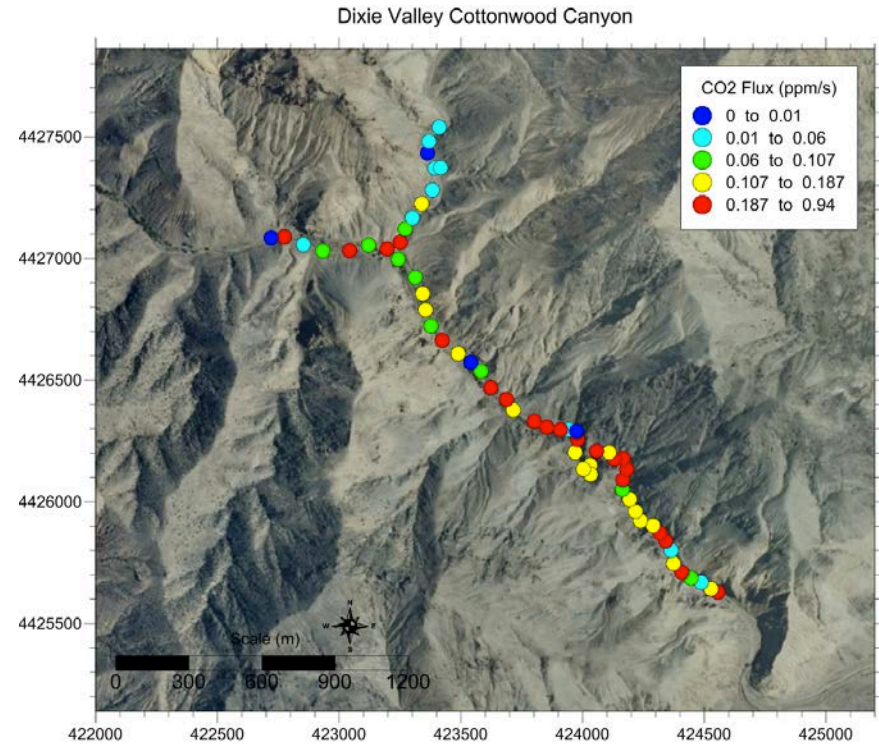 Dixie Valley Cottonwood Canyon
CO2 Flux (ppm/s)
0 to 0.01
0.01 to 0.06
0.06 to 0.107
0.107 to 0.187
0.187 to 0.94
4427500
4427000
4426500
4426000
4425500
N
W E
S
Scale (m)
0 300 600 900 1200
422000 422500 423000 423500 424000 424500 425000